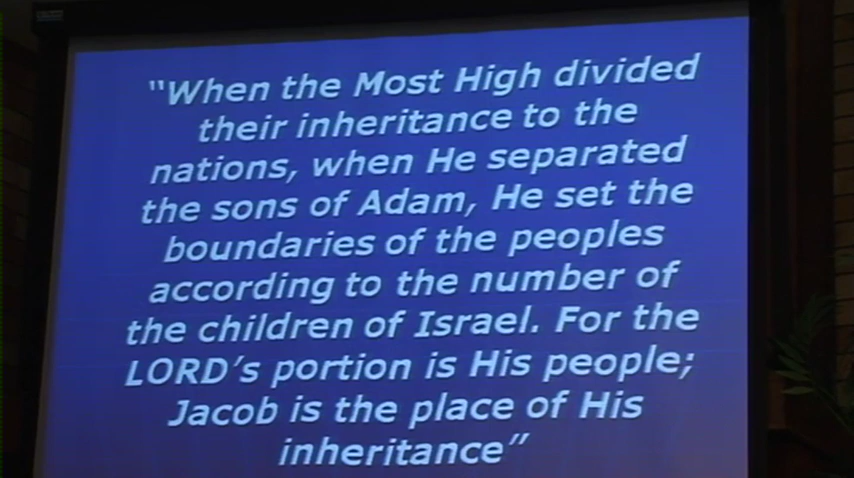 “When the Most High divided
their inheritance to the
nations, when He separated
the sons of Adam, He set the
boundaries of the peoples
according to the number of
the children of Israel. For the
LORD’s portion is His people;
Jacob is the place of His
inheritance”